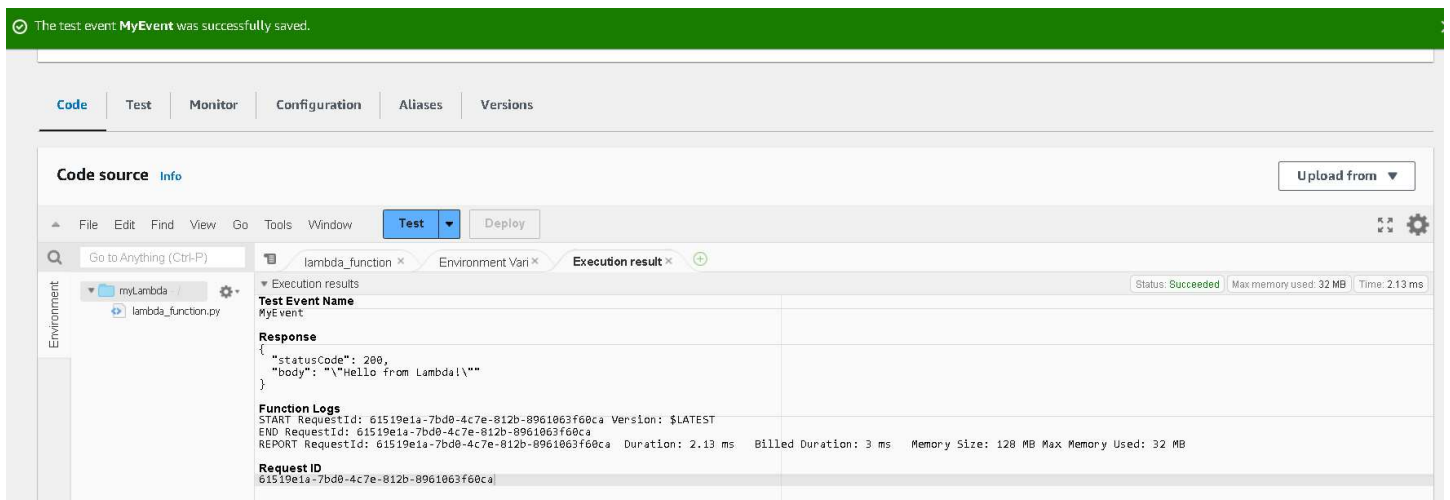 The test event MyEvent was successfully saved.
Code Test Monitor Configuration Aliases Versions
Code source Info
Upload from
File Edit Find View Go Tools Window Test Deploy
Go to Anything (Ctrl-P)
lambda_function × Environment Vari × Execution result ×
Environment
myLambda - /
lambda_function.py
Execution results
Status: Succeeded Max memory used: 32 MB Time: 2.13 ms
Test Event Name
MyEvent
Response
{
"statusCode": 200,
"body": "\"Hello from Lambda!\""
}
Function Logs
START RequestId: 61519e1a-7bd0-4c7e-812b-8961063f60ca Version: $LATEST
END RequestId: 61519e1a-7bd0-4c7e-812b-8961063f60ca
REPORT RequestId: 61519e1a-7bd0-4c7e-812b-8961063f60ca Duration: 2.13 ms Billed Duration: 3 ms Memory Size: 128 MB Max Memory Used: 32 MB
Request ID
61519e1a-7bd0-4c7e-812b-8961063f60ca